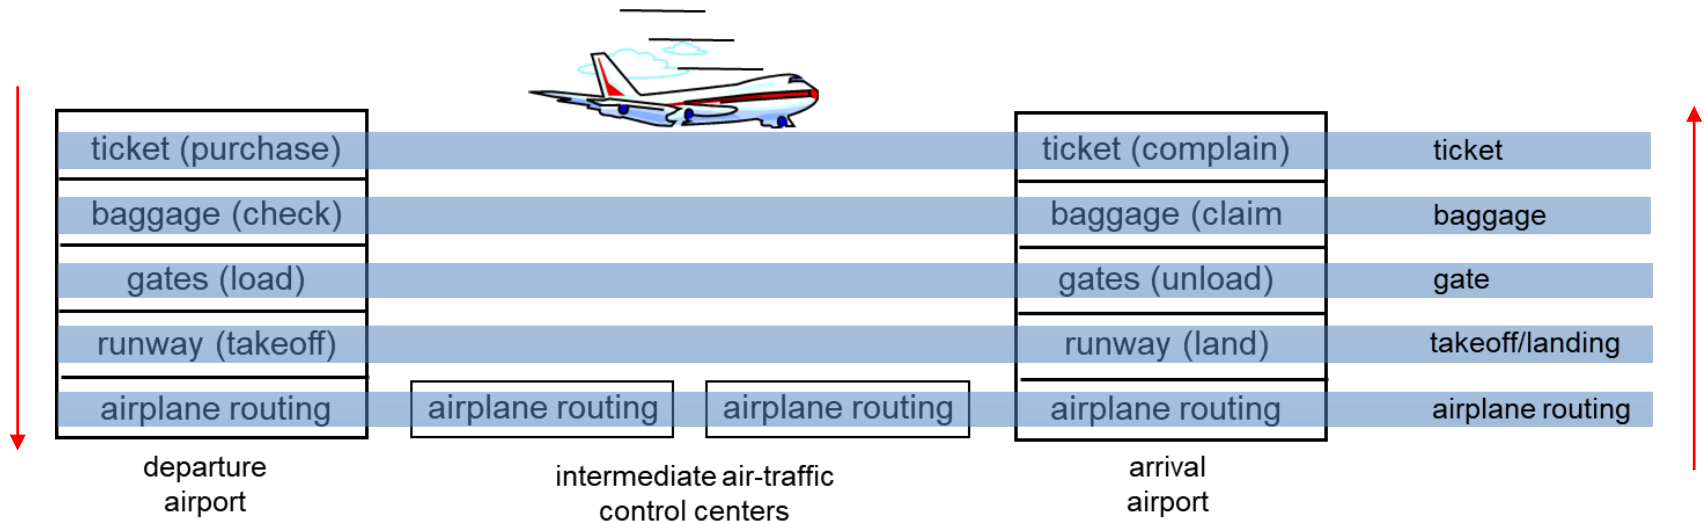 ticket (purchase)
ticket (complain)
ticket
baggage (check)
baggage (claim
baggage
gates (load)
gates (unload)
gate
runway (takeoff)
runway (land)
takeoff/landing
airplane routing
airplane routing
airplane routing
airplane routing
airplane routing
departure
airport
intermediate air-traffic
control centers
arrival
airport